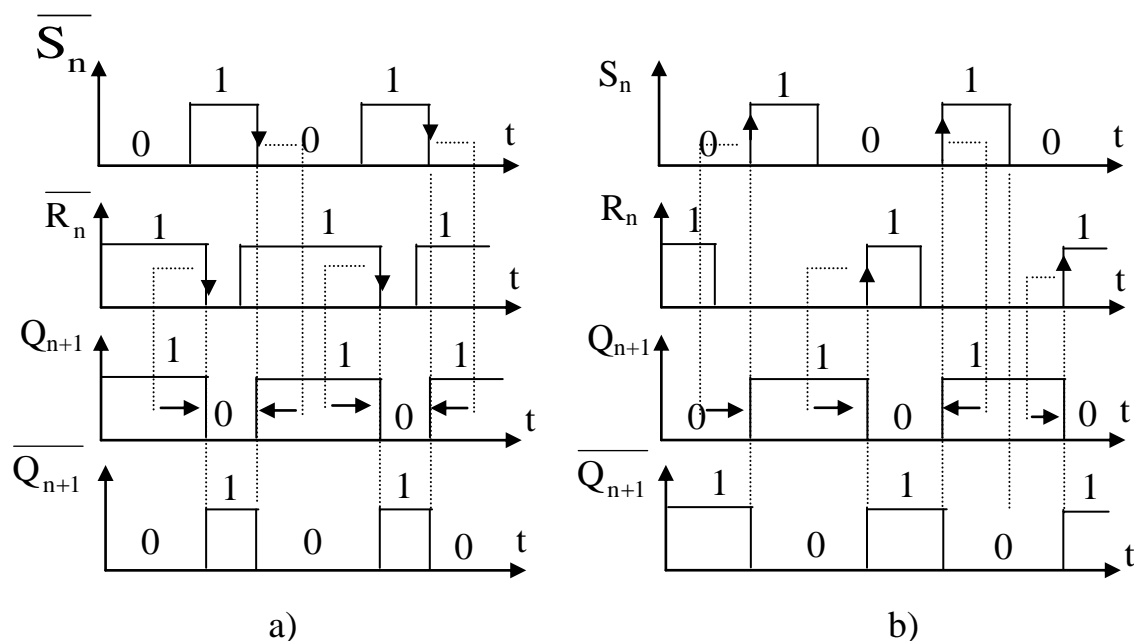 S̅n̅ Sn
1 1 1 1
0 0 t 0 0 0 t
R̅n̅ Rn
1 1 1 1 1 1
t t
Qn+1 Qn+1
1 1 1 1 1
0 0 t 0 0 0 t
Q̅n+1̅ Q̅n+1̅
1 1 1 1 1
0 0 0 t 0 0 t
a) b)